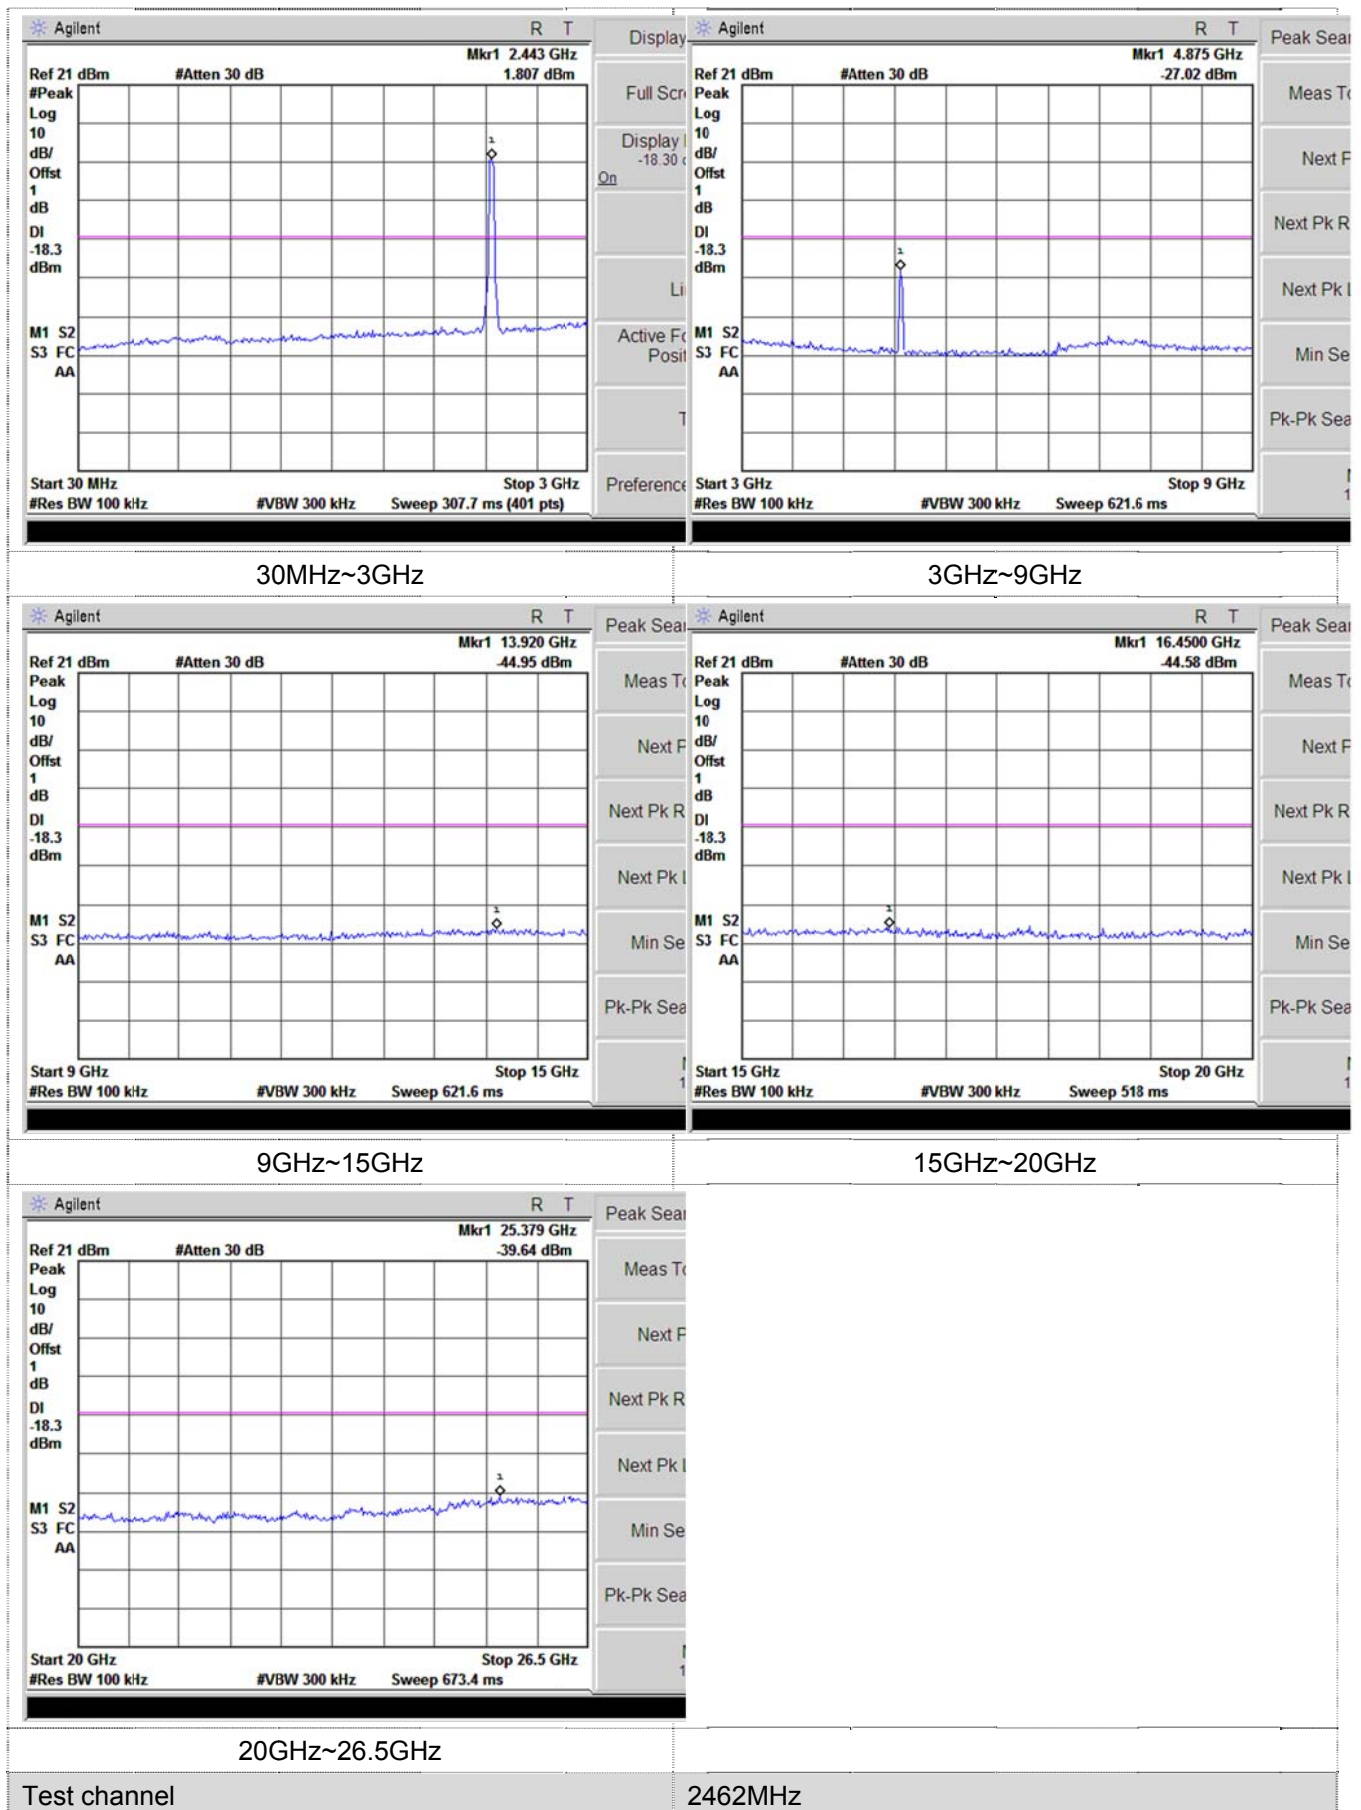 Agilent R T
Mkr1 2.443 GHz
Ref 21 dBm #Atten 30 dB 1.807 dBm
#Peak
Log
10
dB/
Offst
1
dB
DI
-18.3
dBm
M1 S2
S3 FC
AA
1
Start 30 MHz Stop 3 GHz
#Res BW 100 kHz #VBW 300 kHz Sweep 307.7 ms (401 pts)
Display
Full
Display
-18.30
On
Active
Preference
Agilent R T
Mkr1 4.875 GHz
Ref 21 dBm #Atten 30 dB -27.02 dBm
Peak
Log
10
dB/
Offst
1
dB
DI
-18.3
dBm
M1 S2
S3 FC
AA
1
Start 3 GHz Stop 9 GHz
#Res BW 100 kHz #VBW 300 kHz Sweep 621.6 ms
Peak Sear
Meas
Next
Next Pk R
Next Pk
Min Se
Pk-Pk Sea
30MHz~3GHz 3GHz~9GHz
Agilent R T
Mkr1 13.920 GHz
Ref 21 dBm #Atten 30 dB -44.95 dBm
Peak
Log
10
dB/
Offst
1
dB
DI
-18.3
dBm
M1 S2
S3 FC
AA
1
Start 9 GHz Stop 15 GHz
#Res BW 100 kHz #VBW 300 kHz Sweep 621.6 ms
Peak Sear
Meas
Next
Next Pk R
Next Pk
Min Se
Pk-Pk Sea
Agilent R T
Mkr1 16.4500 GHz
Ref 21 dBm #Atten 30 dB -44.58 dBm
Peak
Log
10
dB/
Offst
1
dB
DI
-18.3
dBm
M1 S2
S3 FC
AA
1
Start 15 GHz Stop 20 GHz
#Res BW 100 kHz #VBW 300 kHz Sweep 518 ms
Peak Sear
Meas
Next
Next Pk R
Next Pk
Min Se
Pk-Pk Sea
9GHz~15GHz 15GHz~20GHz
Agilent R T
Mkr1 25.379 GHz
Ref 21 dBm #Atten 30 dB -39.64 dBm
Peak
Log
10
dB/
Offst
1
dB
DI
-18.3
dBm
M1 S2
S3 FC
AA
1
Start 20 GHz Stop 26.5 GHz
#Res BW 100 kHz #VBW 300 kHz Sweep 673.4 ms
Peak Sear
Meas
Next
Next Pk R
Next Pk
Min Se
Pk-Pk Sea
20GHz~26.5GHz
Test channel 2462MHz